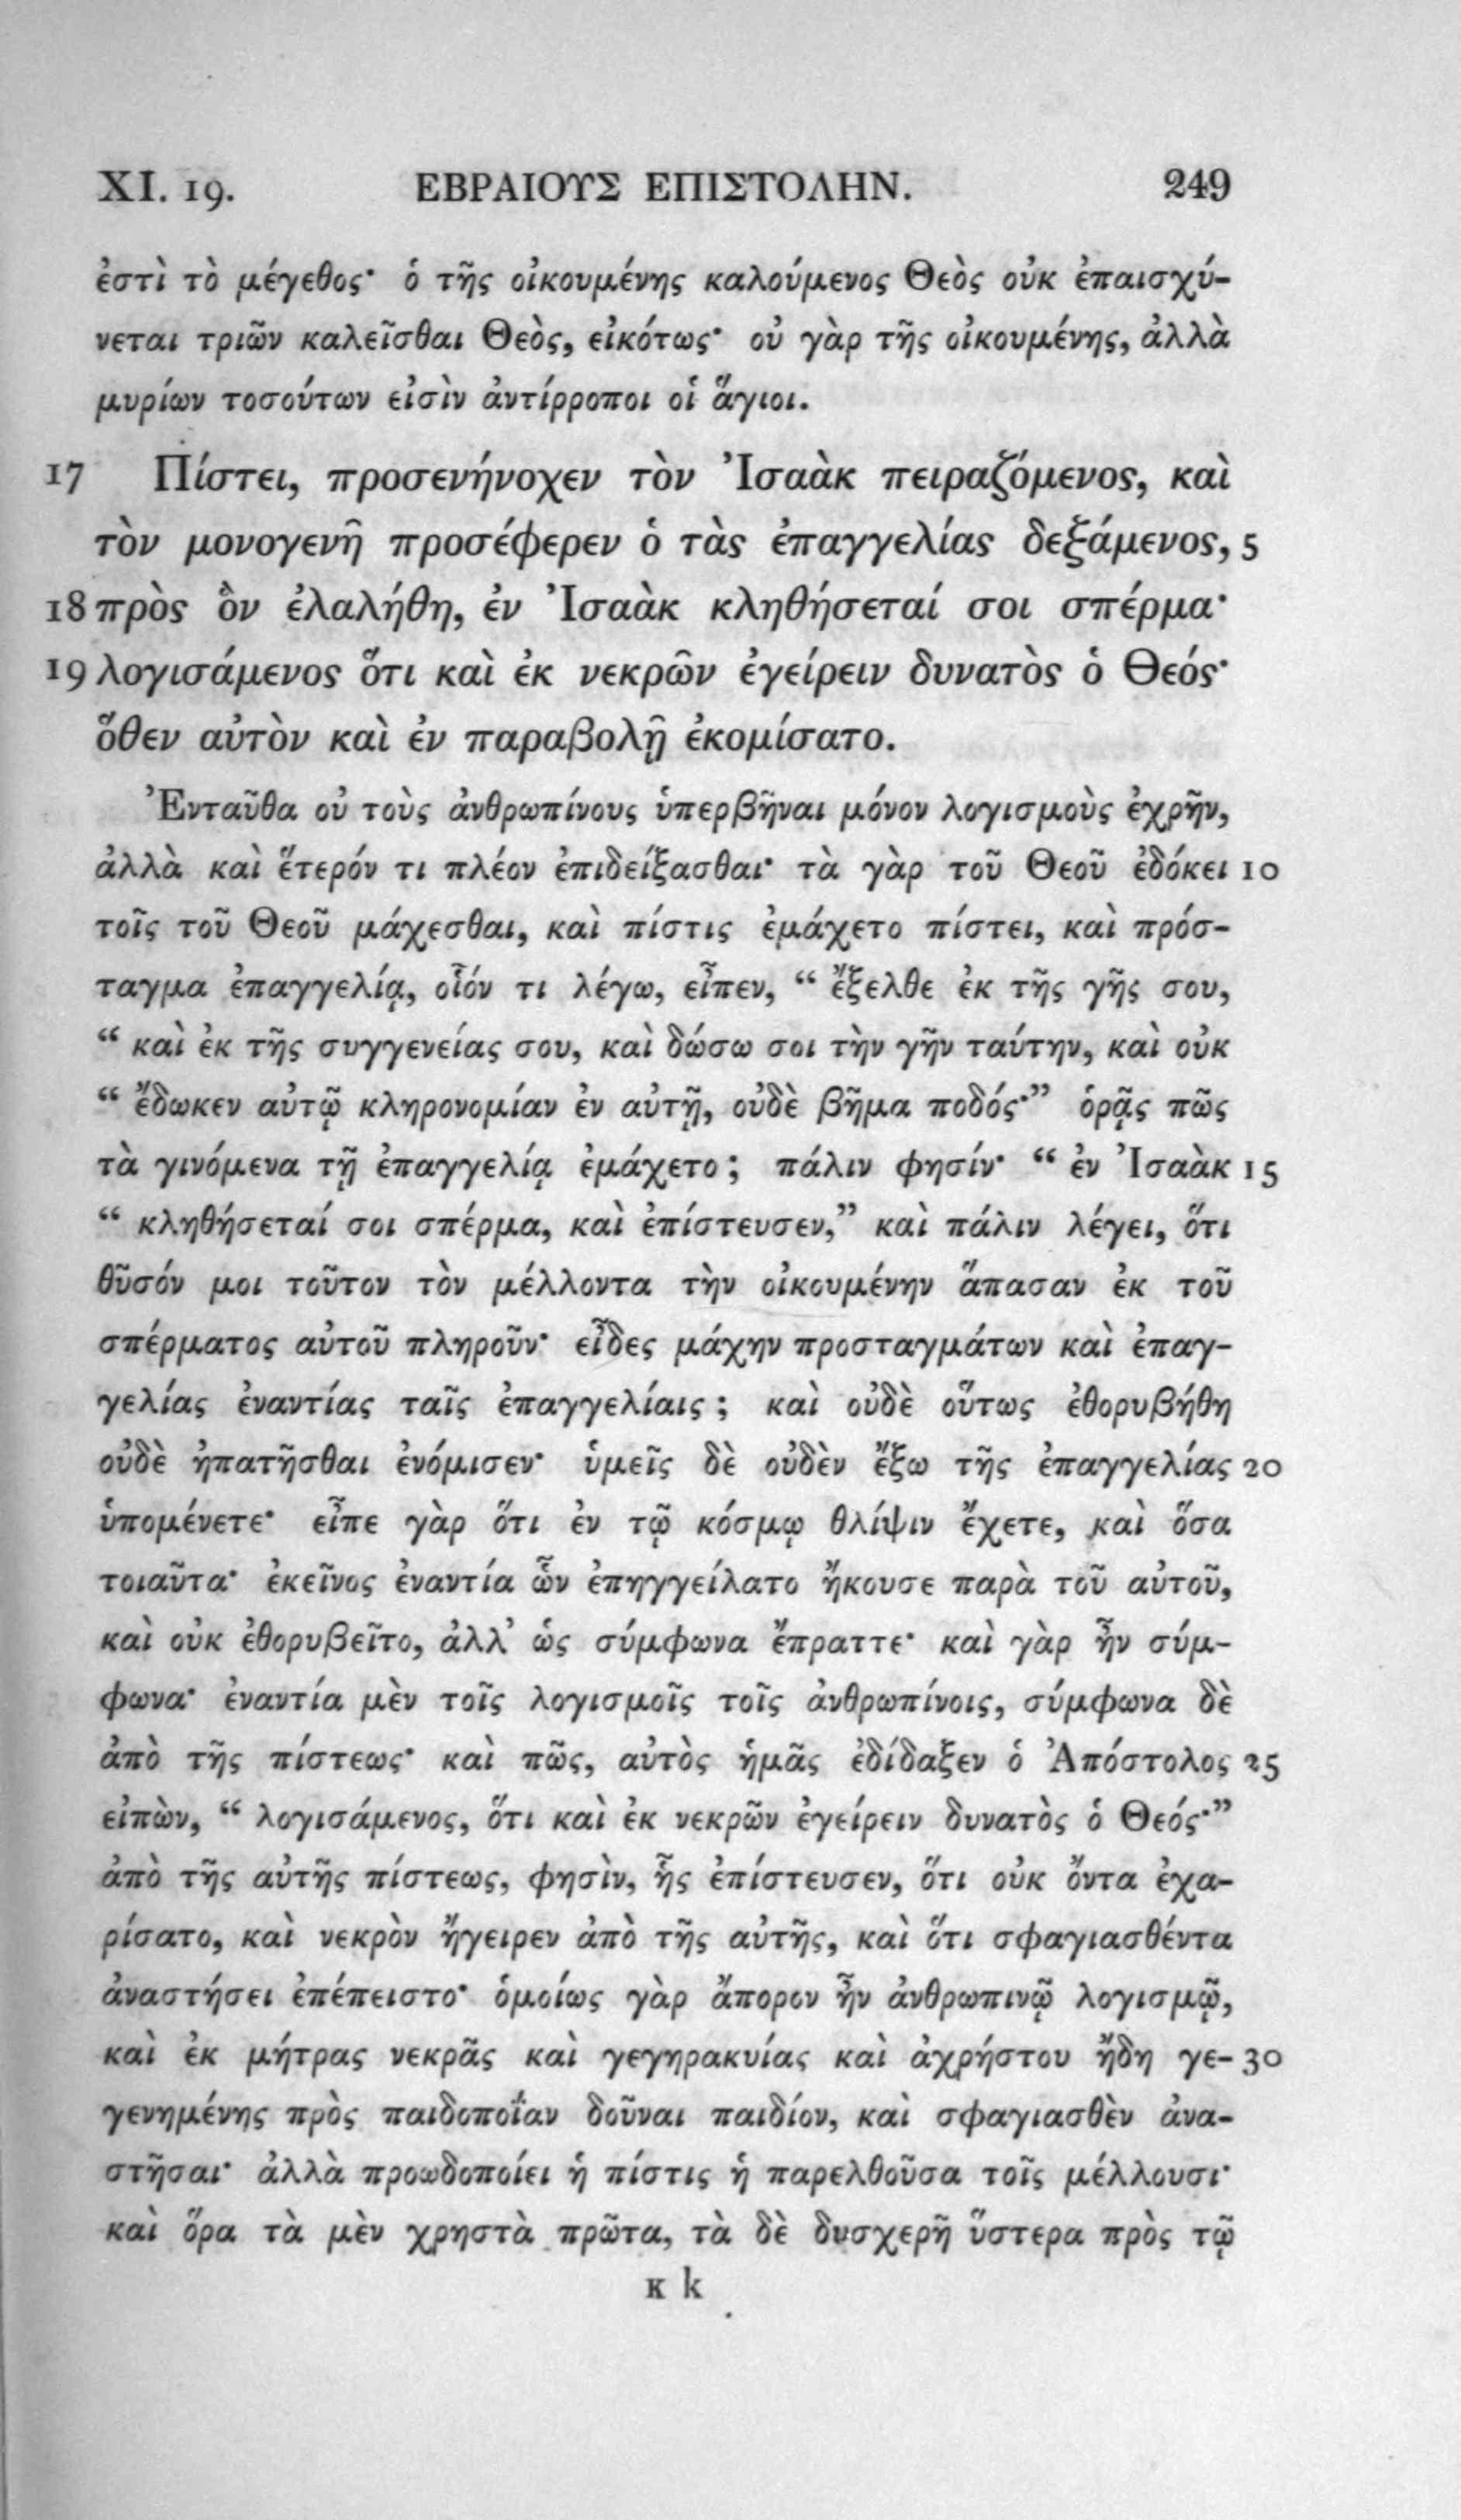 XI. 19. ΕΒΡΑΙΟΥΣ ΕΠΙΣΤΟΛΗΝ. 249
ἐστὶ τὸ μέγεθος· ὁ τῆς οἰκουμένης καλούμενος Θεὸς οὐκ ἐπαισχύ-
νεται τριῶν καλεῖσθαι Θεὸς, εἰκότως· οὐ γὰρ τῆς οἰκουμένης, ἀλλὰ
μυρίων τοσούτων εἰσὶν ἀντίρροποι οἱ ἅγιοι.
17 Πίστει, προσενήνοχεν τὸν Ἰσαὰκ πειραζόμενος, καὶ
τὸν μονογενῆ προσέφερεν ὁ τὰς ἐπαγγελίας δεξάμενος, 5
18 πρὸς ὃν ἐλαλήθη, ἐν Ἰσαὰκ κληθήσεταί σοι σπέρμα·
19 λογισάμενος ὅτι καὶ ἐκ νεκρῶν ἐγείρειν δυνατὸς ὁ Θεός·
ὅθεν αὐτὸν καὶ ἐν παραβολῇ ἐκομίσατο.
Ἐνταῦθα οὐ τοὺς ἀνθρωπίνους ὑπερβῆναι μόνον λογισμοὺς ἐχρῆν,
ἀλλὰ καὶ ἕτερόν τι πλέον ἐπιδείξασθαι· τὰ γὰρ τοῦ Θεοῦ ἐδόκει 10
τοῖς τοῦ Θεοῦ μάχεσθαι, καὶ πίστις ἐμάχετο πίστει, καὶ πρόσ-
ταγμα ἐπαγγελίᾳ, οἷόν τι λέγω, εἶπεν, “ ἔξελθε ἐκ τῆς γῆς σου,
“ καὶ ἐκ τῆς συγγενείας σου, καὶ δώσω σοι τὴν γῆν ταύτην, καὶ οὐκ
“ ἔδωκεν αὐτῷ κληρονομίαν ἐν αὐτῇ, οὐδὲ βῆμα ποδός·” ὁρᾷς πῶς
τὰ γινόμενα τῇ ἐπαγγελίᾳ ἐμάχετο; πάλιν φησίν· “ ἐν Ἰσαὰκ 15
“ κληθήσεταί σοι σπέρμα, καὶ ἐπίστευσεν,” καὶ πάλιν λέγει, ὅτι
θῦσόν μοι τοῦτον τὸν μέλλοντα τὴν οἰκουμένην ἅπασαν ἐκ τοῦ
σπέρματος αὐτοῦ πληροῦν· εἶδες μάχην προσταγμάτων καὶ ἐπαγ-
γελίας ἐναντίας ταῖς ἐπαγγελίαις; καὶ οὐδὲ οὕτως ἐθορυβήθη
οὐδὲ ἠπατῆσθαι ἐνόμισεν· ὑμεῖς δὲ οὐδὲν ἔξω τῆς ἐπαγγελίας 20
ὑπομένετε· εἶπε γὰρ ὅτι ἐν τῷ κόσμῳ θλίψιν ἔχετε, καὶ ὅσα
τοιαῦτα· ἐκεῖνος ἐναντία ὧν ἐπηγγείλατο ἤκουσε παρὰ τοῦ αὐτοῦ,
καὶ οὐκ ἐθορυβεῖτο, ἀλλ’ ὡς σύμφωνα ἔπραττε· καὶ γὰρ ἦν σύμ-
φωνα· ἐναντία μὲν τοῖς λογισμοῖς τοῖς ἀνθρωπίνοις, σύμφωνα δὲ
ἀπὸ τῆς πίστεως· καὶ πῶς, αὐτὸς ἡμᾶς ἐδίδαξεν ὁ Ἀπόστολος 25
εἰπὼν, “ λογισάμενος, ὅτι καὶ ἐκ νεκρῶν ἐγείρειν δυνατὸς ὁ Θεός·”
ἀπὸ τῆς αὐτῆς πίστεως, φησὶν, ἧς ἐπίστευσεν, ὅτι οὐκ ὄντα ἐχα-
ρίσατο, καὶ νεκρὸν ἤγειρεν ἀπὸ τῆς αὐτῆς, καὶ ὅτι σφαγιασθέντα
ἀναστήσει ἐπέπειστο· ὁμοίως γὰρ ἄπορον ἦν ἀνθρωπινῷ λογισμῷ,
καὶ ἐκ μήτρας νεκρᾶς καὶ γεγηρακυίας καὶ ἀχρήστου ἤδη γε- 30
γενημένης πρὸς παιδοποΐαν δοῦναι παιδίον, καὶ σφαγιασθὲν ἀνα-
στῆσαι· ἀλλὰ προωδοποίει ἡ πίστις ἡ παρελθοῦσα τοῖς μέλλουσι·
καὶ ὅρα τὰ μὲν χρηστὰ πρῶτα, τὰ δὲ δυσχερῆ ὕστερα πρὸς τῷ
K k